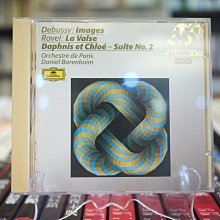 Debussy: Images
Ravel: La Valse
Daphnis et Chloé – Suite No. 2
Orchestre de Paris
Daniel Barenboim